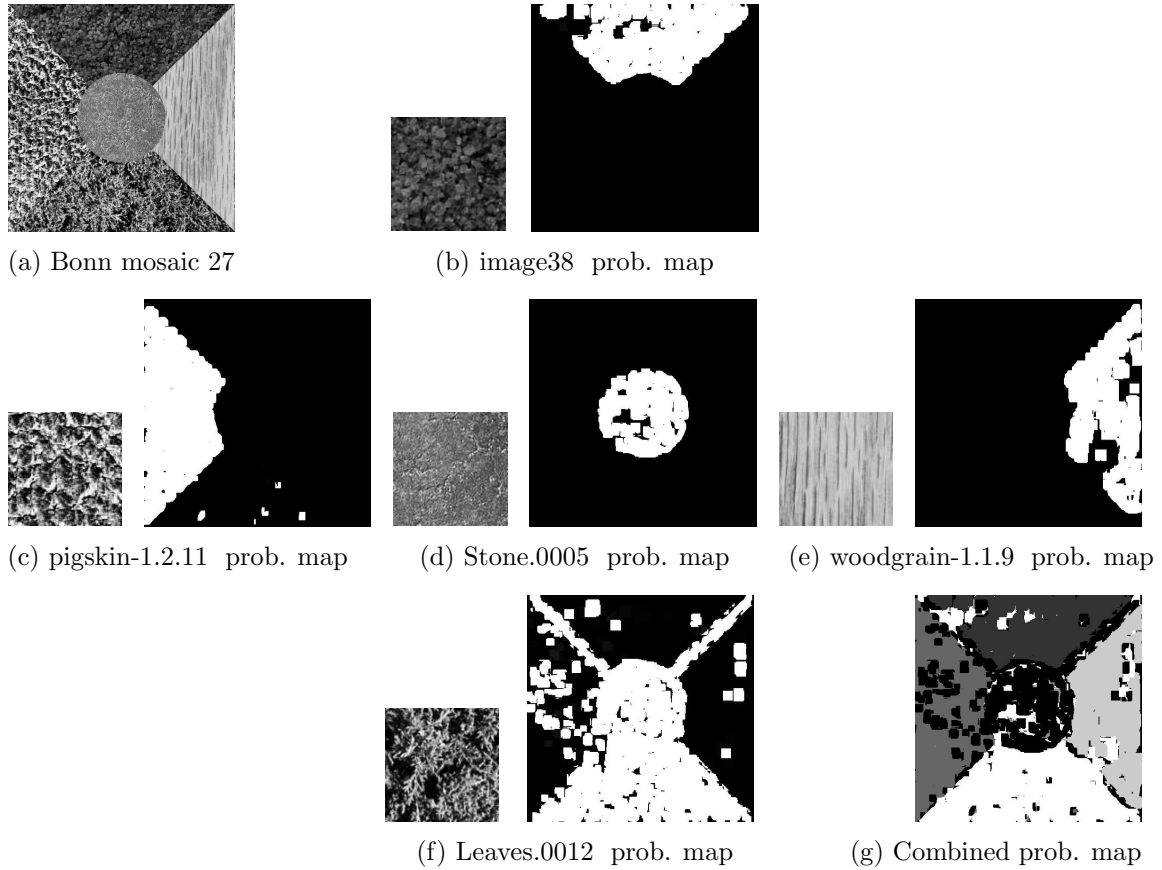 (a) Bonn mosaic 27
(b) image38 prob. map
(c) pigskin-1.2.11 prob. map
(d) Stone.0005 prob. map
(e) woodgrain-1.1.9 prob. map
(f) Leaves.0012 prob. map
(g) Combined prob. map